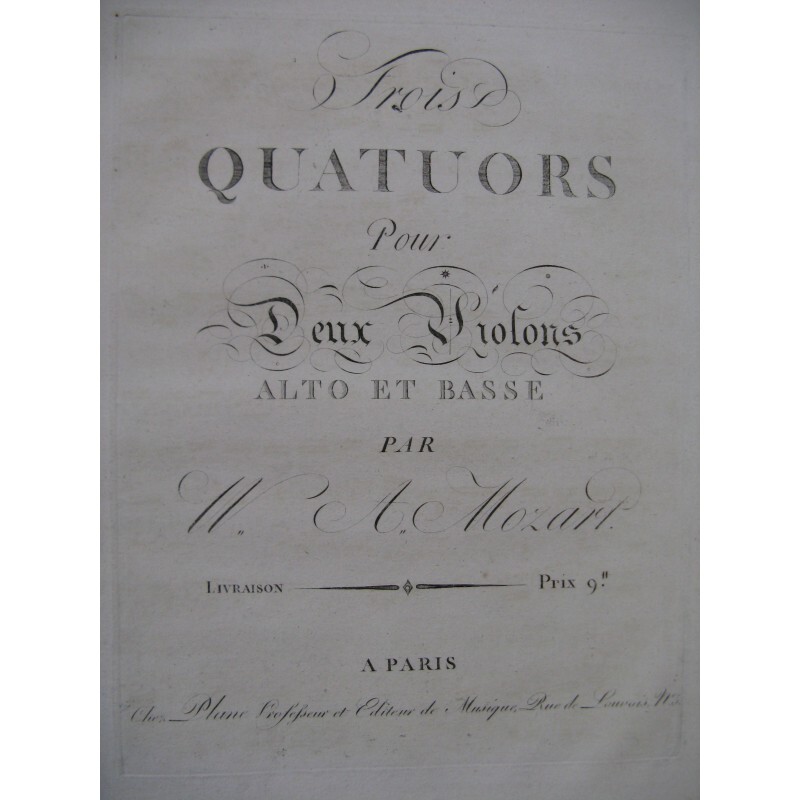 Trois
QUATUORS
Pour
Deux Violons
ALTO ET BASSE
PAR
W,, A,, Mozart.
LIVRAISON Prix 9.#
A PARIS
Chez Plane Professeur et Editeur de Musique, Rue de Louvois,